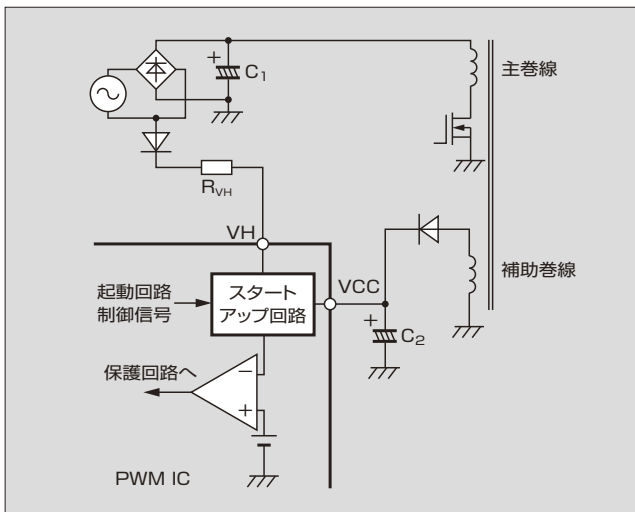 +
C1
主巻線
RVH
VH
VCC
補助巻線
起動回路
制御信号
スタート
アップ回路
+
C2
保護回路へ
−
+
PWM IC